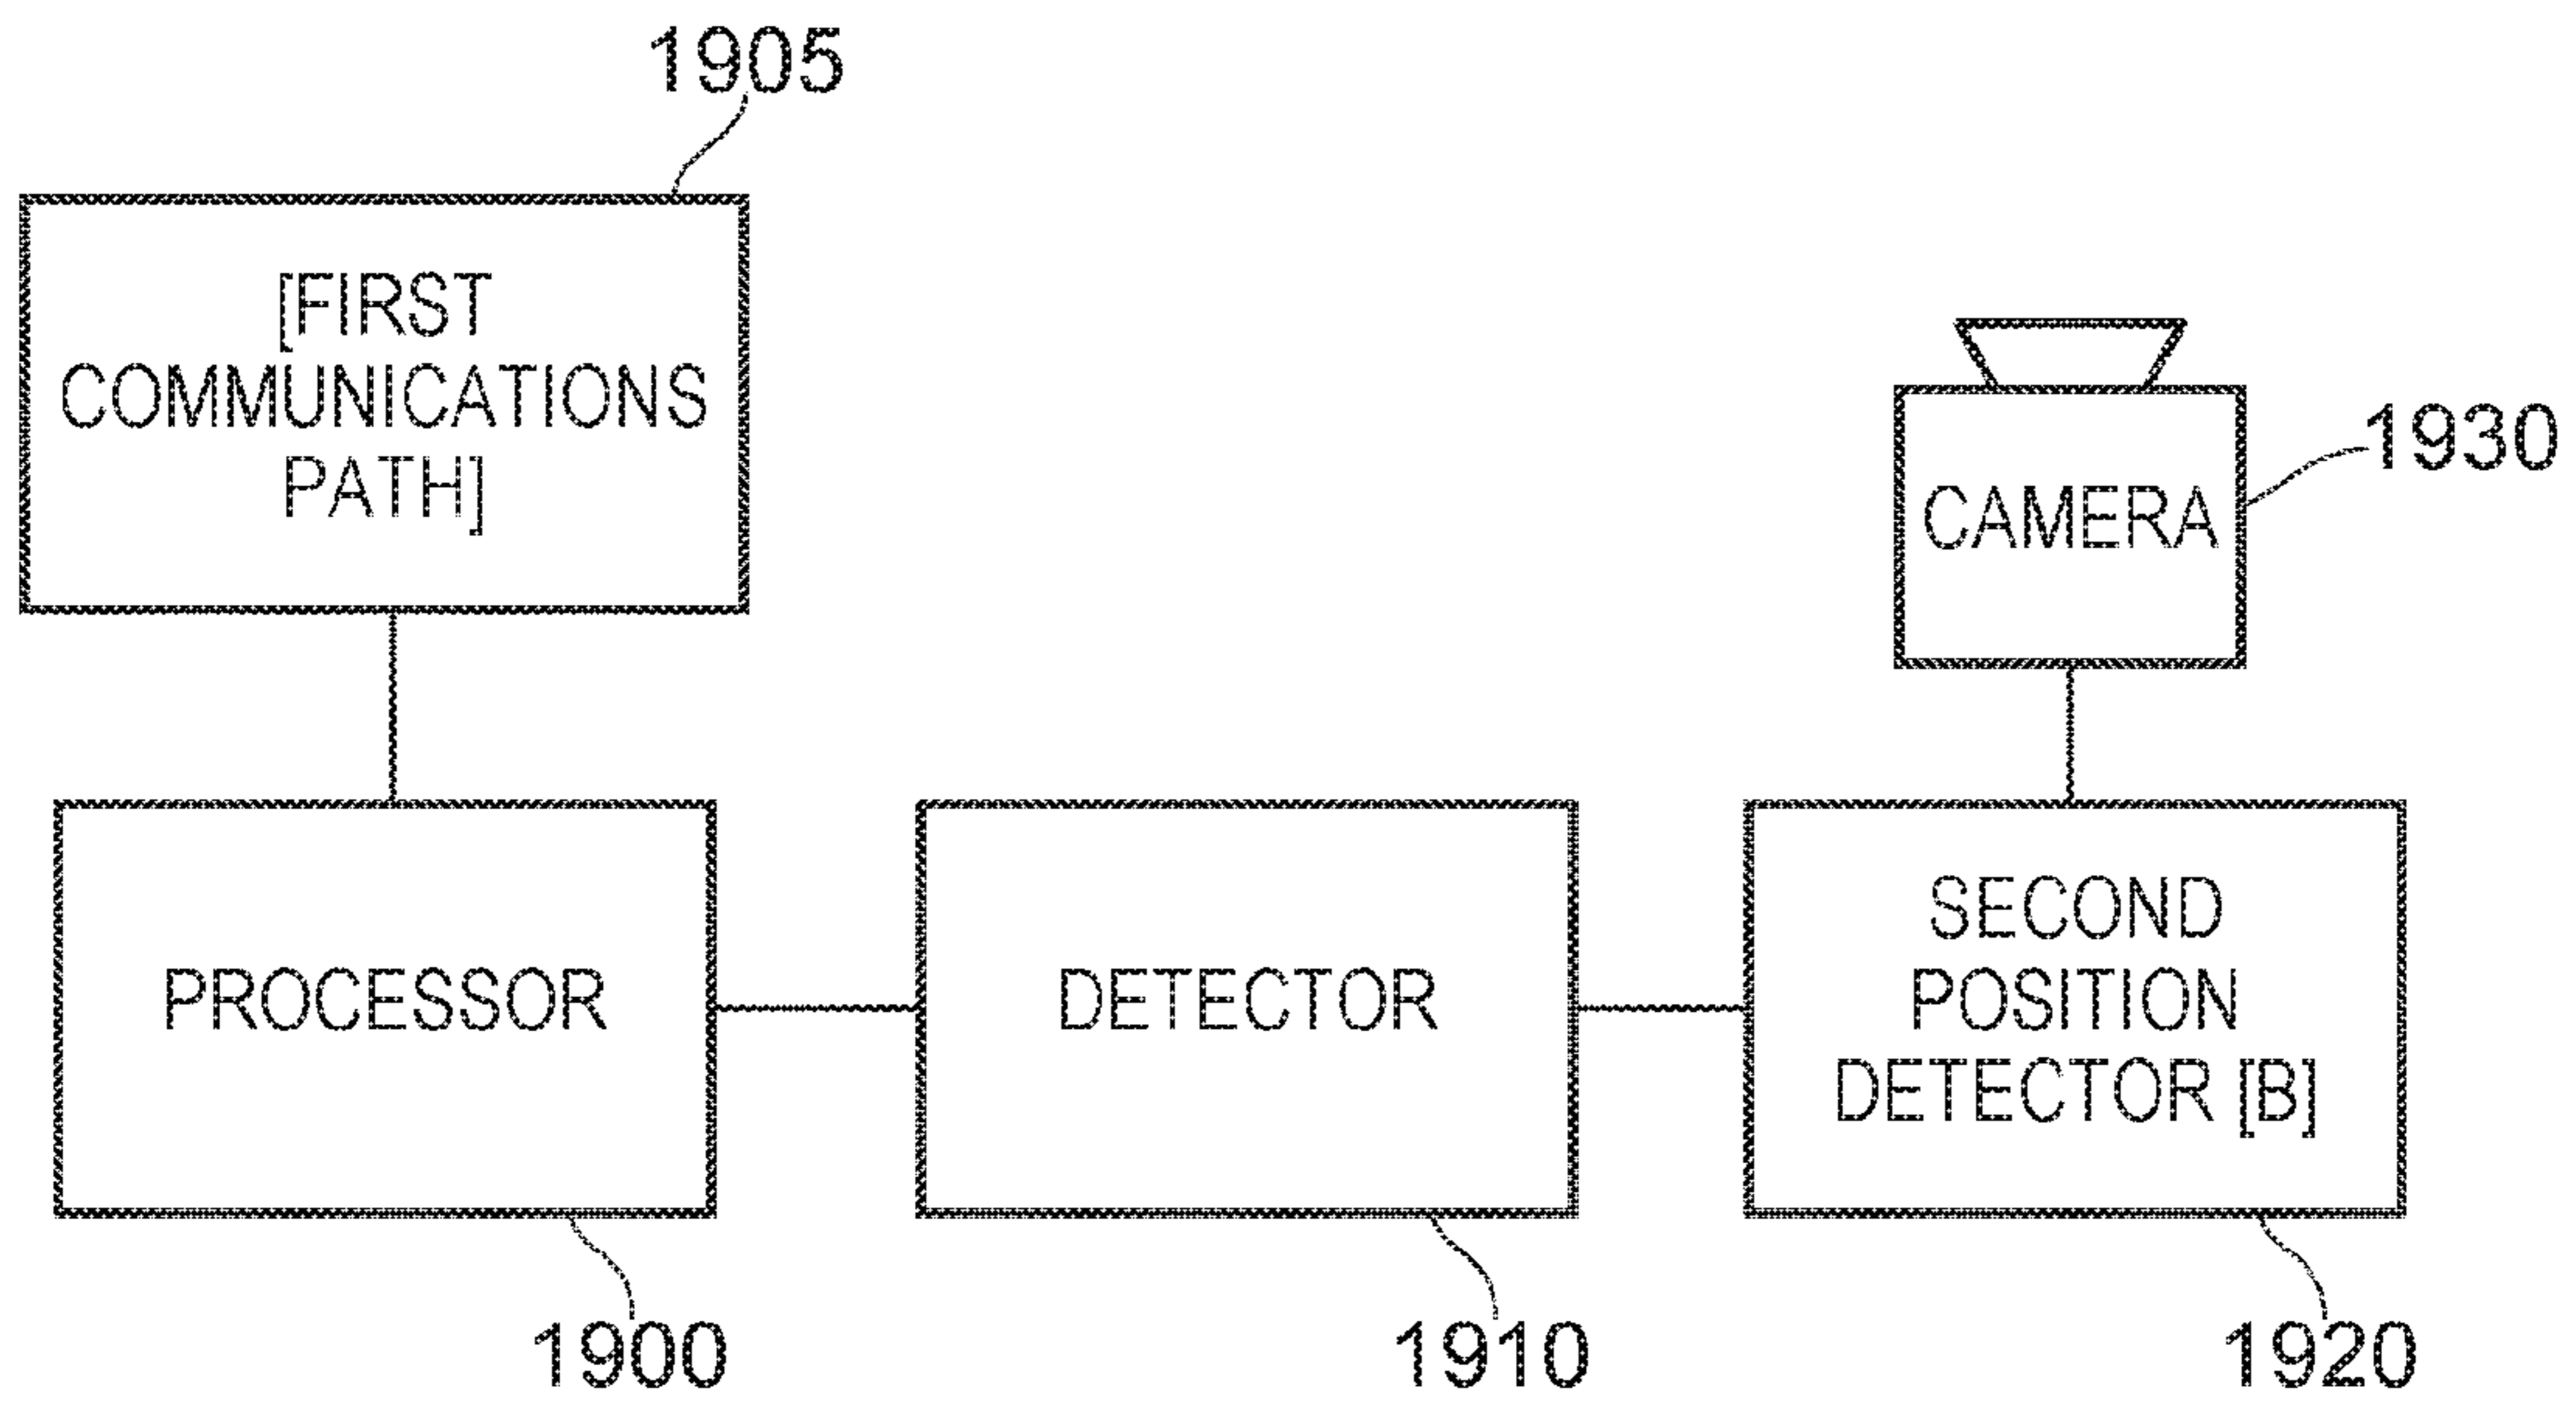 1905
[FIRST
COMMUNICATIONS
PATH]
1930
CAMERA
PROCESSOR
DETECTOR
SECOND
POSITION
DETECTOR [B]
1900
1910
1920